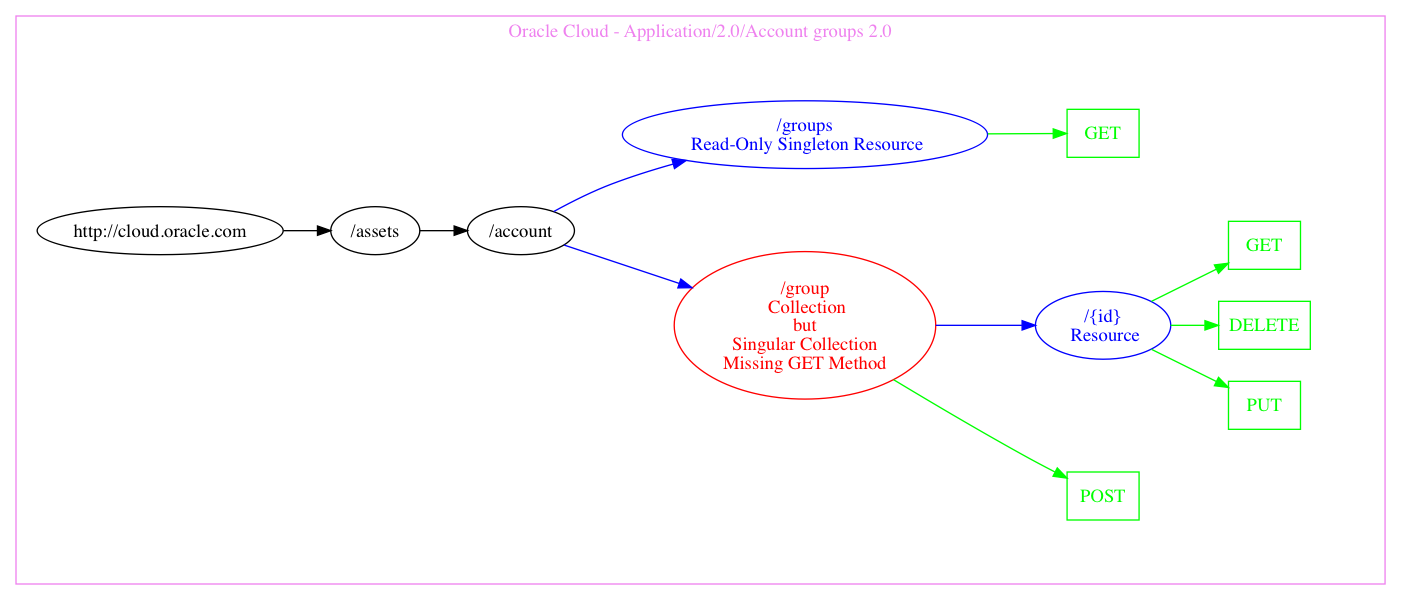 Oracle Cloud - Application/2.0/Account groups 2.0
http://cloud.oracle.com
/assets
/account
/groups
Read-Only Singleton Resource
GET
/group
Collection
but
Singular Collection
Missing GET Method
/{id}
Resource
GET
DELETE
PUT
POST